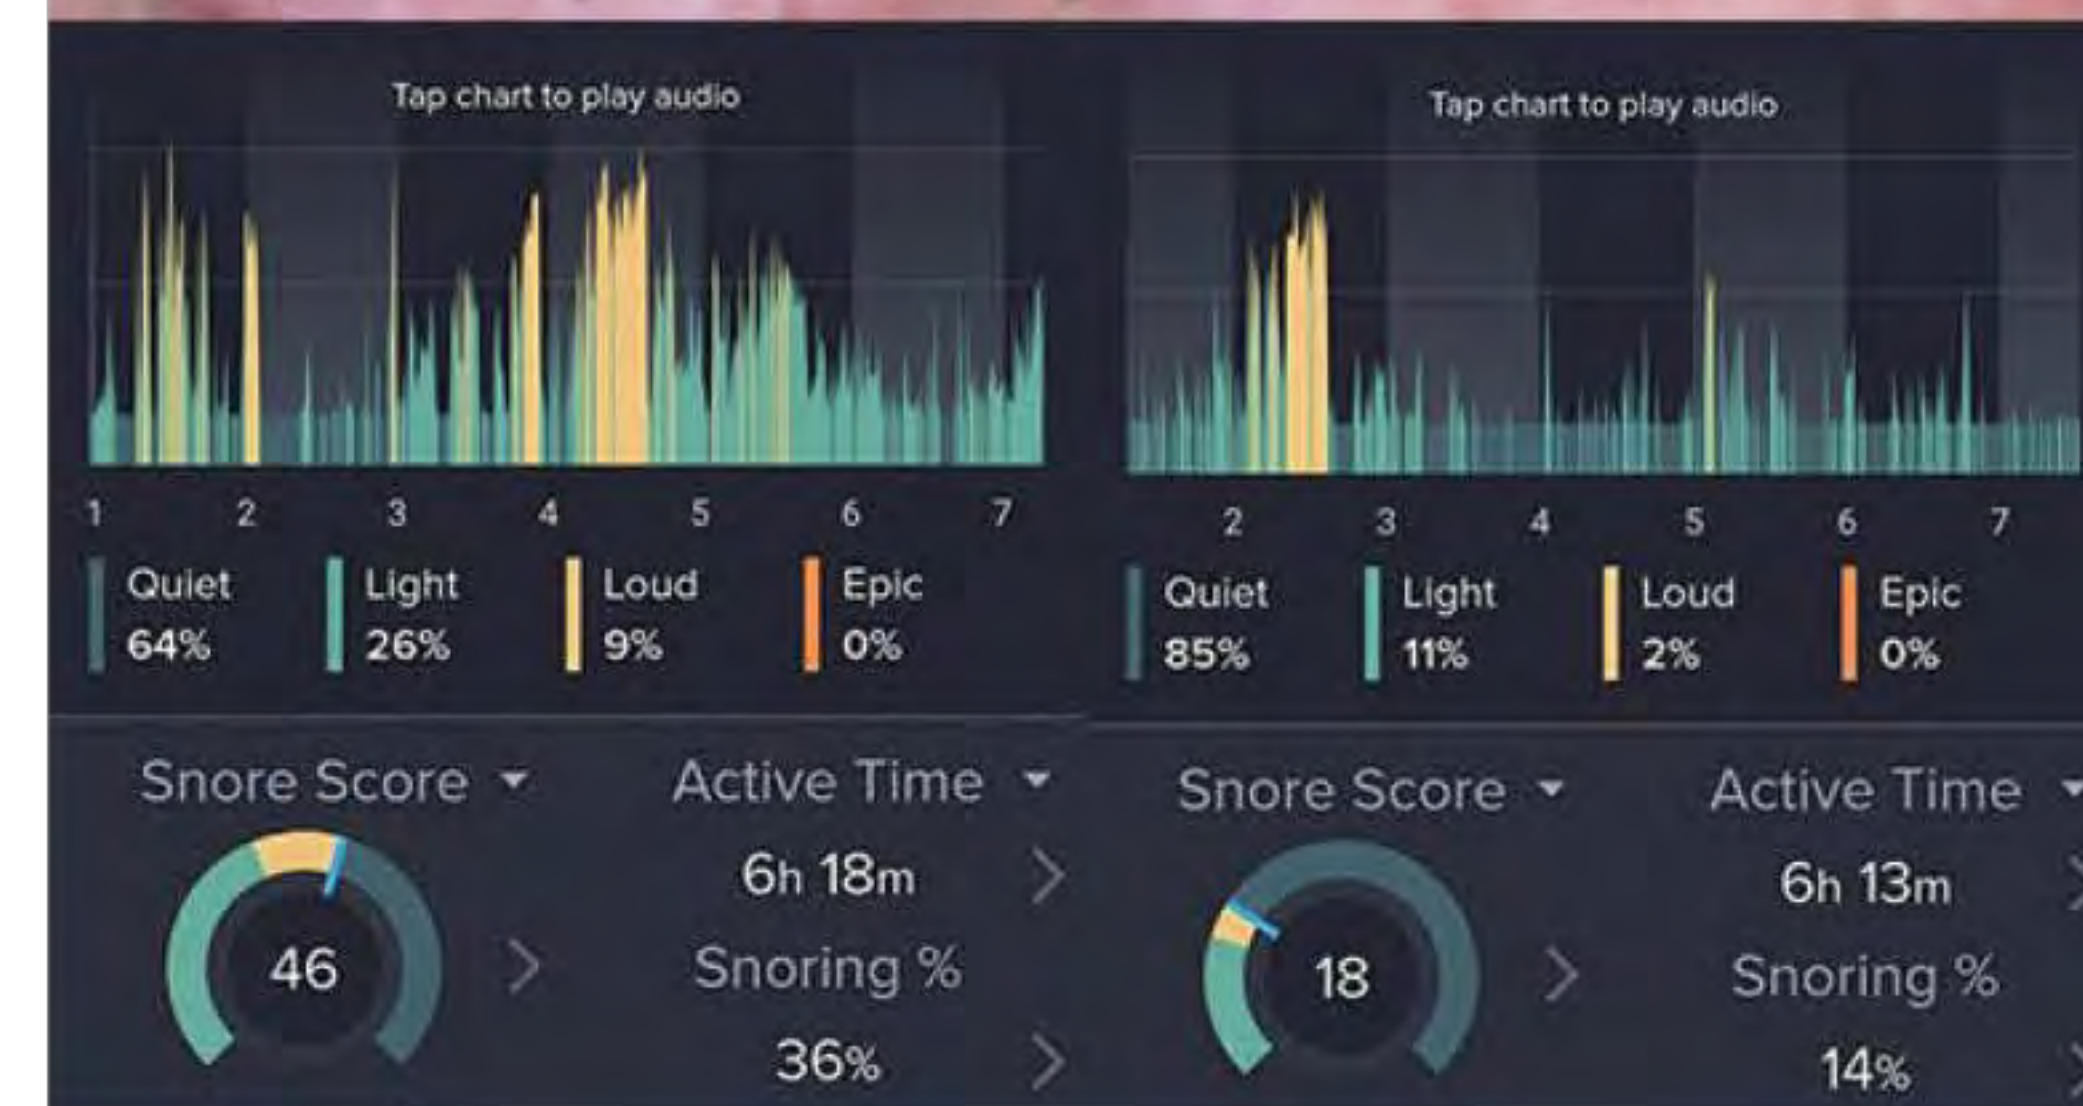 Tap chart to play audio
1 2 3 4 5 6 7
Quiet Light Loud Epic
64% 26% 9% 0%
Snore Score Active Time
6h 18m
46
Snoring %
36%
Tap chart to play audio
2 3 4 5 6 7
Quiet Light Loud Epic
85% 11% 2% 0%
Snore Score Active Time
6h 13m
18
Snoring %
14%